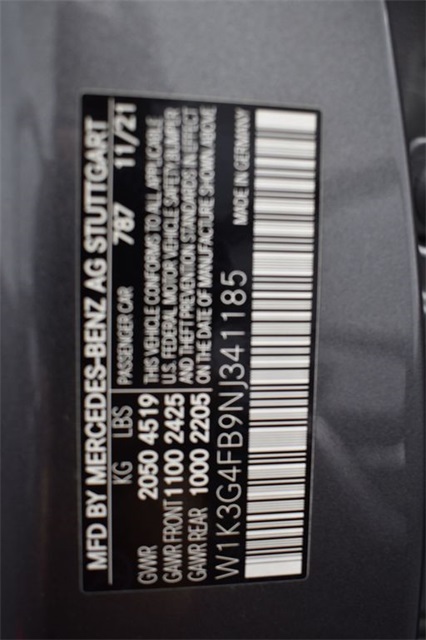 MFD BY MERCEDES-BENZ AG STUTTGART
KG LBS PASSENGER CAR 787 11/21
GWR 2050 4519 THIS VEHICLE CONFORMS TO ALL APPLICABLE
GAWR FRONT 1100 2425 U.S. FEDERAL MOTOR VEHICLE SAFETY, BUMPER
GAWR REAR 1000 2205 AND THEFT PREVENTION STANDARDS IN EFFECT
ON THE DATE OF MANUFACTURE SHOWN ABOVE
W1K3G4FB9NJ341185 MADE IN GERMANY